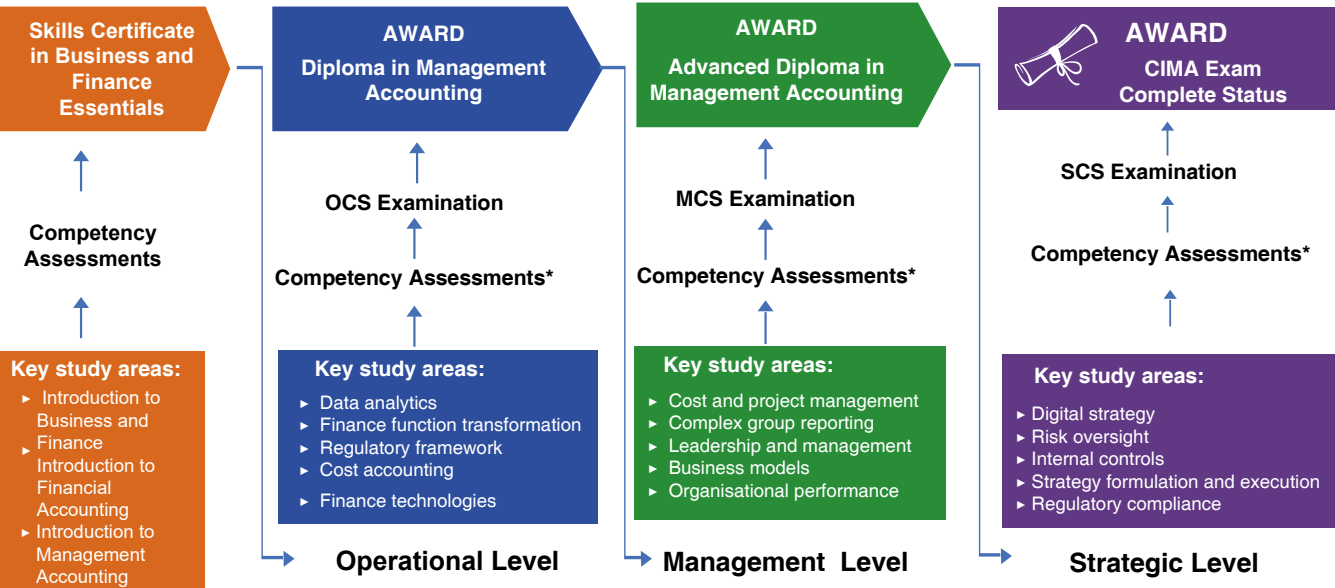 Skills Certificate
in Business and
Finance
Essentials
Competency
Assessments
Key study areas:
► Introduction to
Business and
Finance
► Introduction to
Financial
Accounting
► Introduction to
Management
Accounting
AWARD
Diploma in Management
Accounting
OCS Examination
Competency Assessments*
Key study areas:
► Data analytics
► Finance function transformation
► Regulatory framework
► Cost accounting
► Finance technologies
Operational Level
AWARD
Advanced Diploma in
Management Accounting
MCS Examination
Competency Assessments*
Key study areas:
► Cost and project management
► Complex group reporting
► Leadership and management
► Business models
► Organisational performance
Management Level
AWARD
CIMA Exam
Complete Status
SCS Examination
Competency Assessments*
Key study areas:
► Digital strategy
► Risk oversight
► Internal controls
► Strategy formulation and execution
► Regulatory compliance
Strategic Level